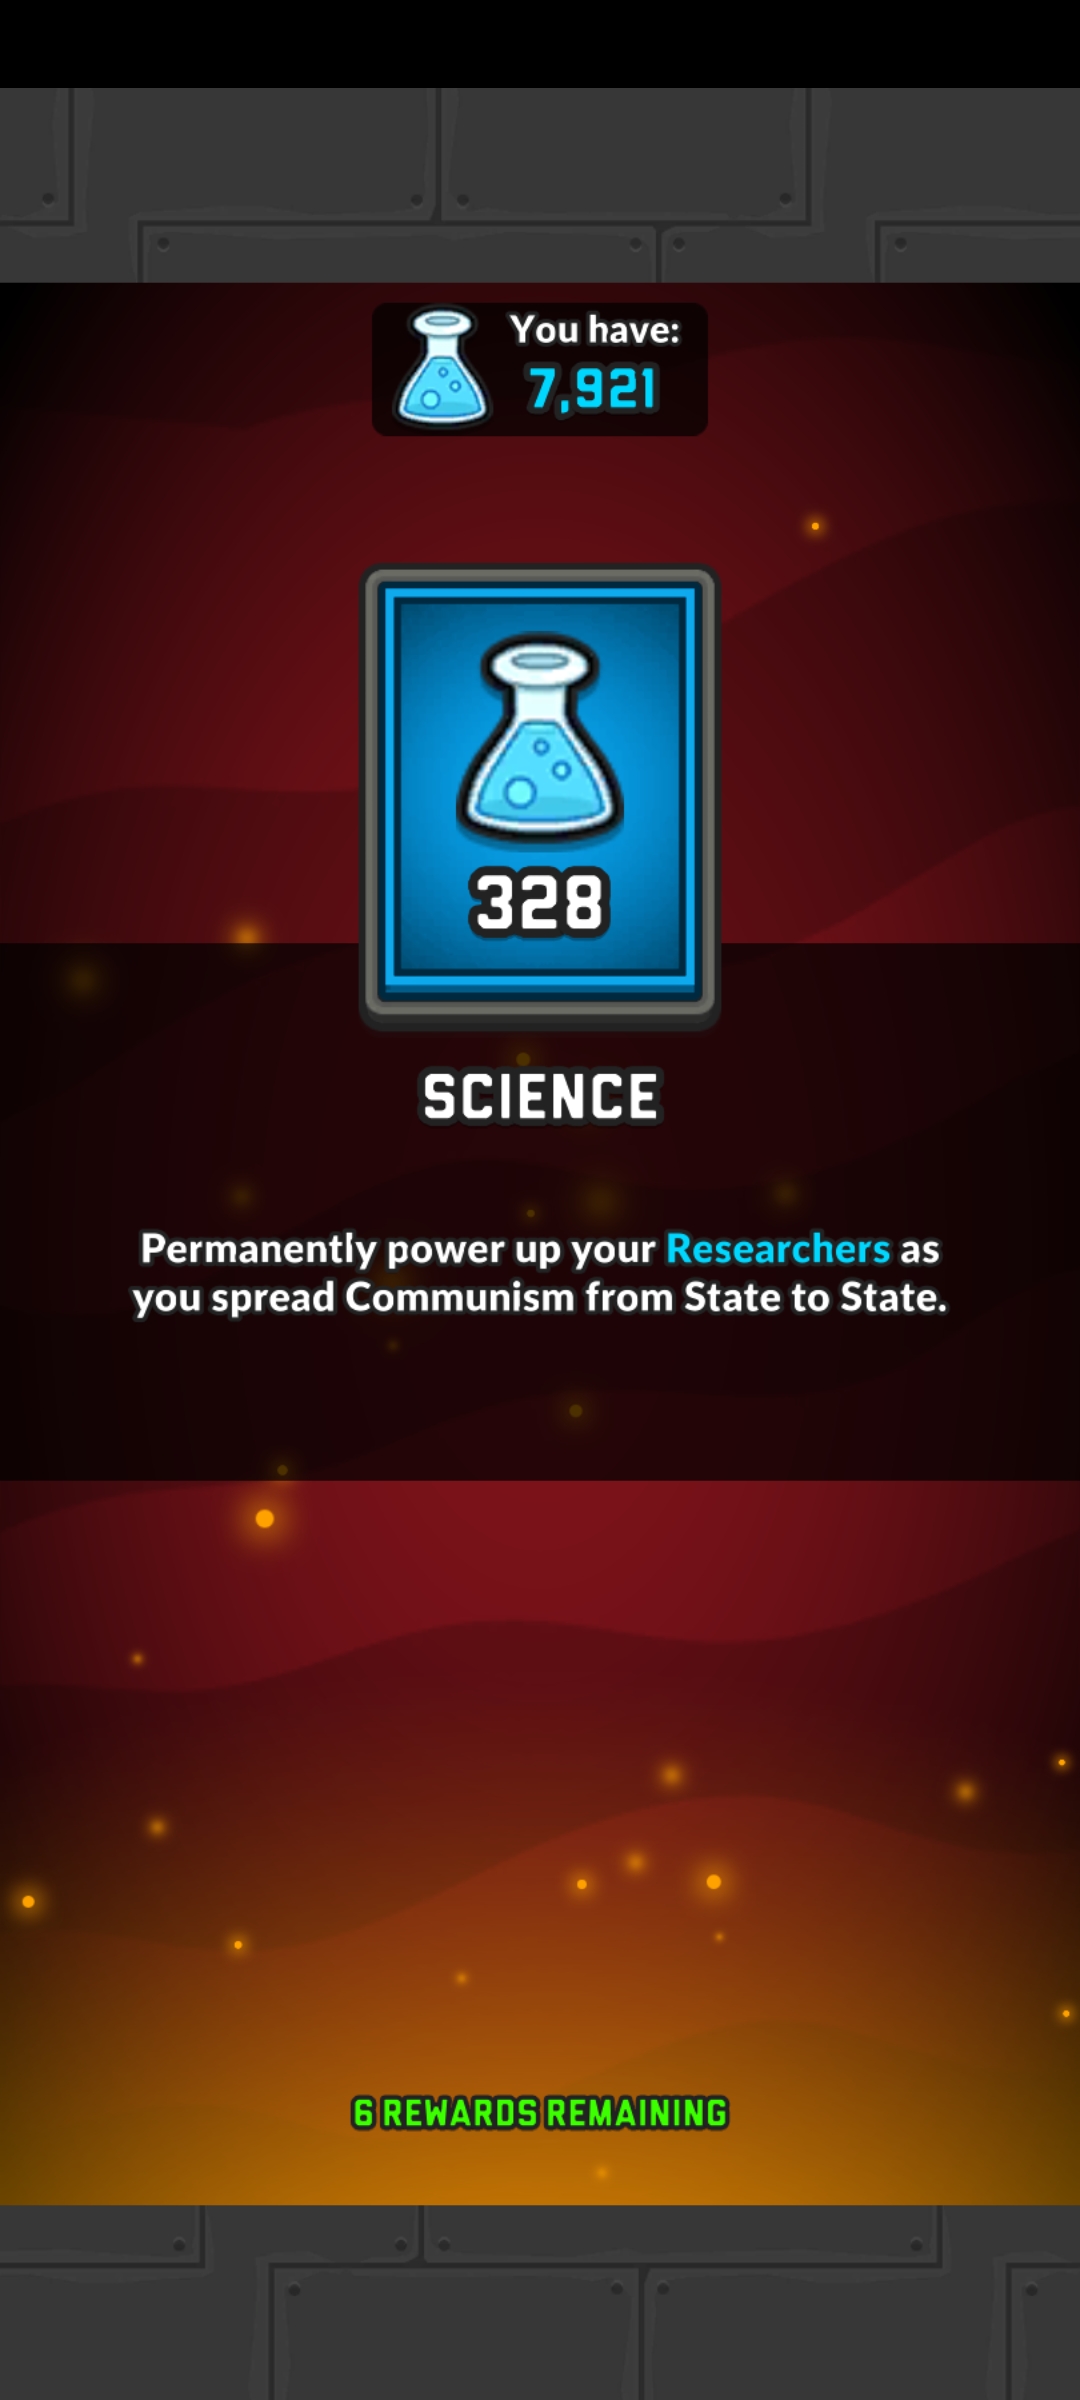 You have:
7,921
328
SCIENCE
Permanently power up your Researchers as
you spread Communism from State to State.
6 REWARDS REMAINING